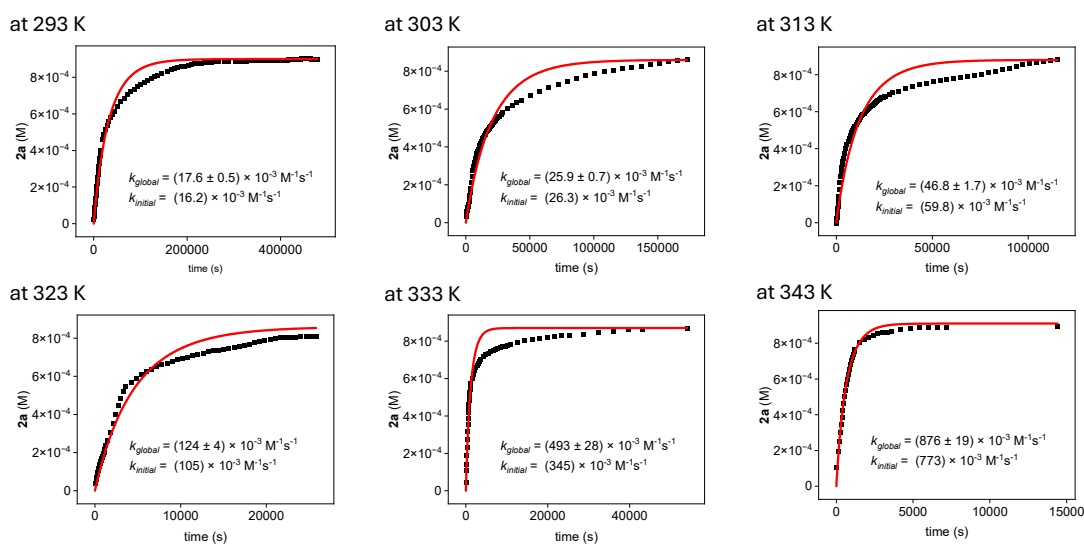 at 293 K
8×10⁻⁴
6×10⁻⁴
4×10⁻⁴
2×10⁻⁴
0
2a (M)
k_global = (17.6 ± 0.5) × 10⁻³ M⁻¹s⁻¹
k_initial = (16.2) × 10⁻³ M⁻¹s⁻¹
0 200000 400000
time (s)
at 303 K
8×10⁻⁴
6×10⁻⁴
4×10⁻⁴
2×10⁻⁴
0
2a (M)
k_global = (25.9 ± 0.7) × 10⁻³ M⁻¹s⁻¹
k_initial = (26.3) × 10⁻³ M⁻¹s⁻¹
0 50000 100000 150000
time (s)
at 313 K
8×10⁻⁴
6×10⁻⁴
4×10⁻⁴
2×10⁻⁴
0
2a (M)
k_global = (46.8 ± 1.7) × 10⁻³ M⁻¹s⁻¹
k_initial = (59.8) × 10⁻³ M⁻¹s⁻¹
0 50000 100000
time (s)
at 323 K
8×10⁻⁴
6×10⁻⁴
4×10⁻⁴
2×10⁻⁴
0
2a (M)
k_global = (124 ± 4) × 10⁻³ M⁻¹s⁻¹
k_initial = (105) × 10⁻³ M⁻¹s⁻¹
0 10000 20000
time (s)
at 333 K
8×10⁻⁴
6×10⁻⁴
4×10⁻⁴
2×10⁻⁴
0
2a (M)
k_global = (493 ± 28) × 10⁻³ M⁻¹s⁻¹
k_initial = (345) × 10⁻³ M⁻¹s⁻¹
0 20000 40000
time (s)
at 343 K
8×10⁻⁴
6×10⁻⁴
4×10⁻⁴
2×10⁻⁴
0
2a (M)
k_global = (876 ± 19) × 10⁻³ M⁻¹s⁻¹
k_initial = (773) × 10⁻³ M⁻¹s⁻¹
0 5000 10000 15000
time (s)